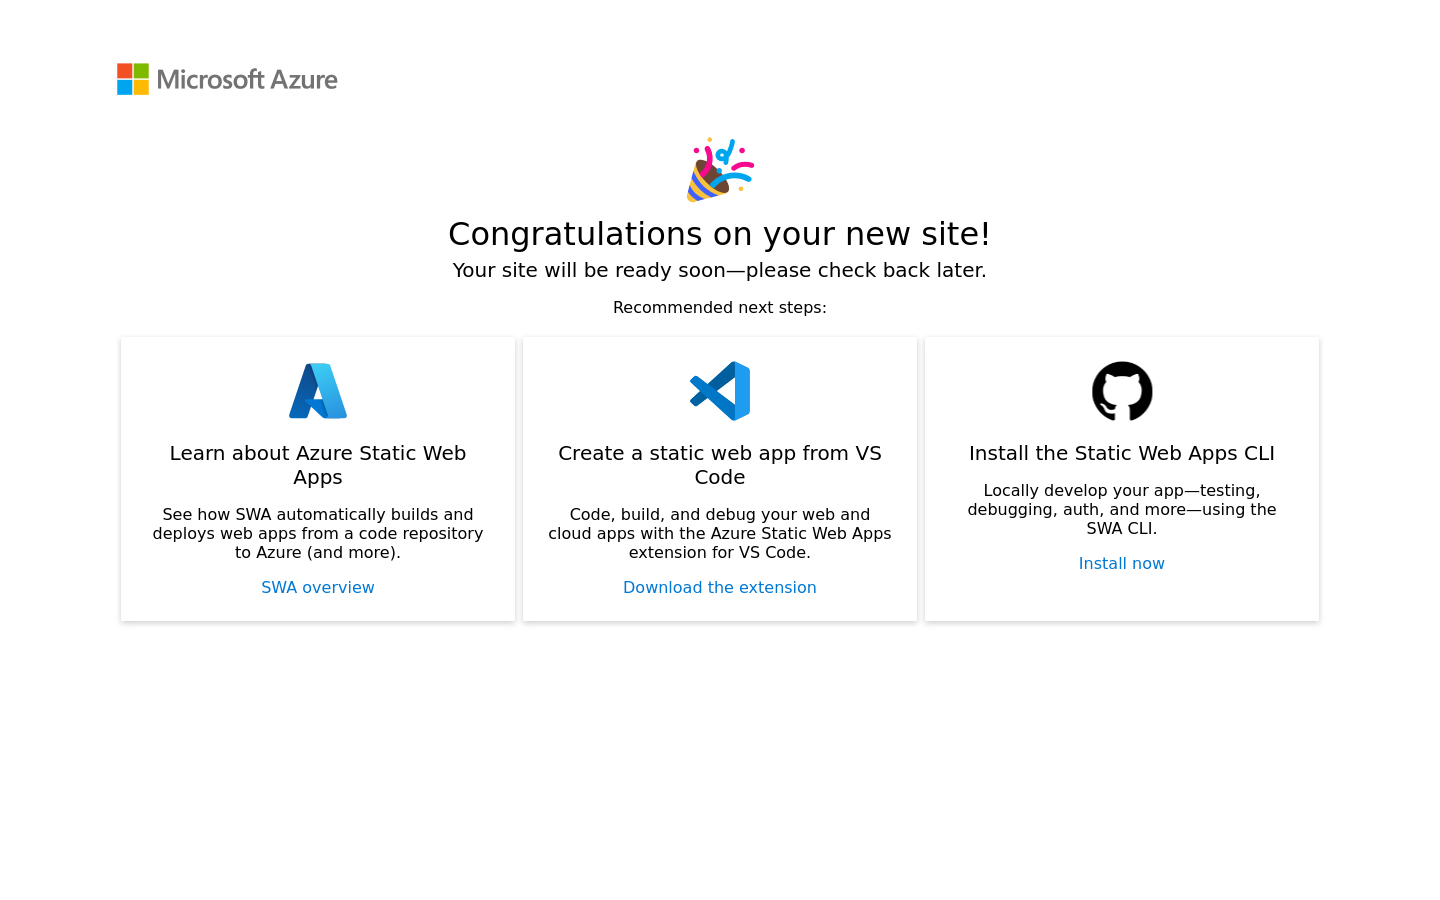 Microsoft Azure
Congratulations on your new site!
Your site will be ready soon—please check back later.
Recommended next steps:
Learn about Azure Static Web
Apps
See how SWA automatically builds and
deploys web apps from a code repository
to Azure (and more).
SWA overview
Create a static web app from VS
Code
Code, build, and debug your web and
cloud apps with the Azure Static Web Apps
extension for VS Code.
Download the extension
Install the Static Web Apps CLI
Locally develop your app—testing,
debugging, auth, and more—using the
SWA CLI.
Install now